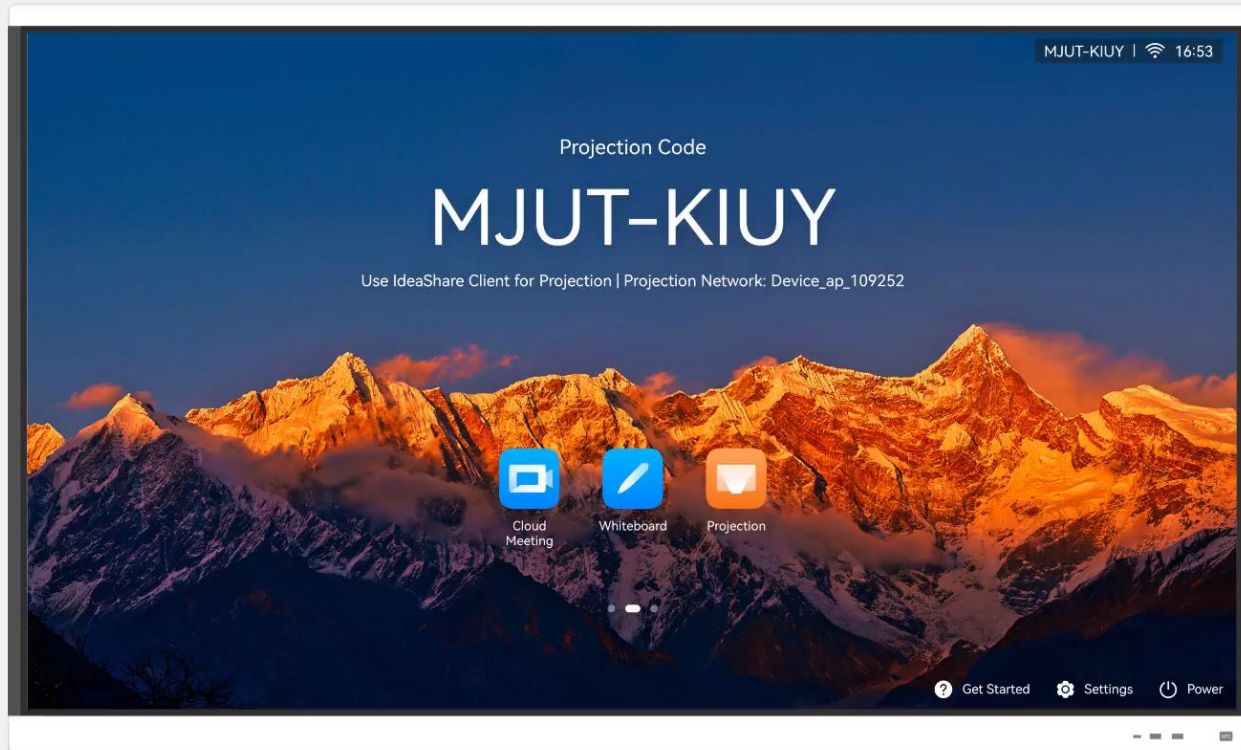 MJUT-KIUY | 16:53
Projection Code
MJUT-KIUY
Use IdeaShare Client for Projection | Projection Network: Device_ap_109252
Cloud
Meeting
Whiteboard
Projection
? Get Started
Settings
Power
NFC